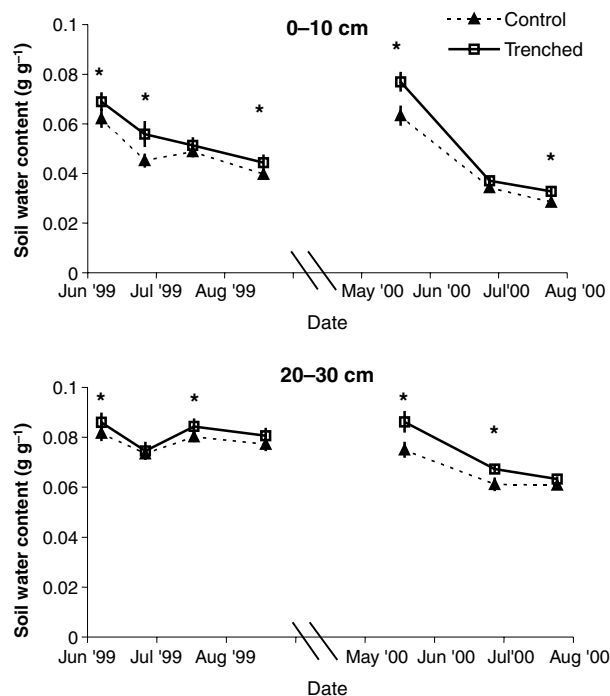 Control
Trenched
0–10 cm
Soil water content (g g⁻¹)
0.1
0.08
0.06
0.04
0.02
0
*
*
*
*
*
Jun '99
Jul '99
Aug '99
May '00
Jun '00
Jul'00
Aug '00
Date
20–30 cm
Soil water content (g g⁻¹)
0.1
0.08
0.06
0.04
0.02
0
*
*
*
*
Jun '99
Jul '99
Aug '99
May '00
Jun '00
Jul '00
Aug '00
Date